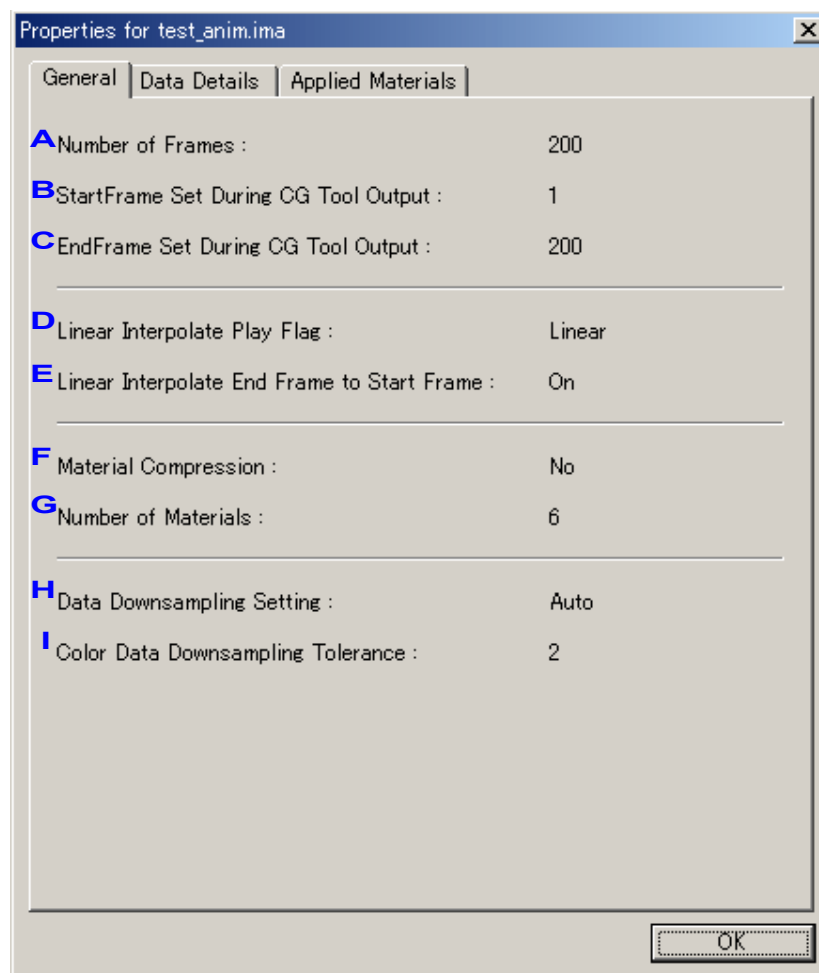 Properties for test_anim.ima
General Data Details Applied Materials
A Number of Frames : 200
B StartFrame Set During CG Tool Output : 1
C EndFrame Set During CG Tool Output : 200
D Linear Interpolate Play Flag : Linear
E Linear Interpolate End Frame to Start Frame : On
F Material Compression : No
G Number of Materials : 6
H Data Downsampling Setting : Auto
I Color Data Downsampling Tolerance : 2
OK